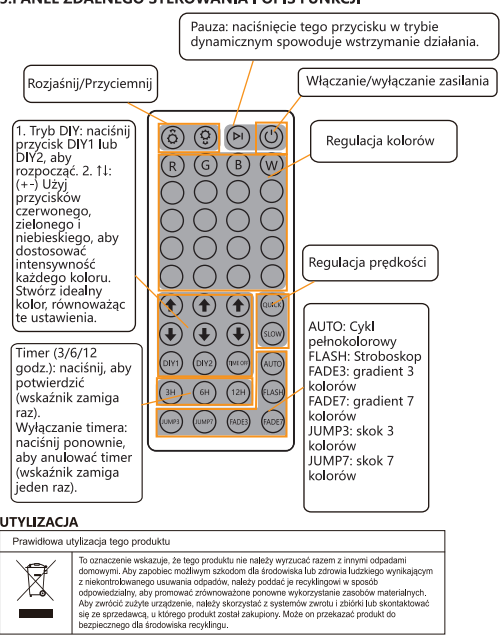 5.PANEL ZDALNEGO STEROWANIA I OPIS FUNKCJI
Pauza: naciśnięcie tego przycisku w trybie
dynamicznym spowoduje wstrzymanie działania.
Rozjaśnij/Przyciemnij
Włączanie/wyłączanie zasilania
1. Tryb DIY: naciśnij
przycisk DIY1 lub
DIY2, aby
rozpocząć. 2. ↑↓:
(+-) Użyj
przycisków
czerwonego,
zielonego i
niebieskiego, aby
dostosować
intensywność
każdego koloru.
Stwórz idealny
kolor, równoważąc
te ustawienia.
Timer (3/6/12
godz.): naciśnij, aby
potwierdzić
(wskaźnik zamiga
raz).
Wyłączanie timera:
naciśnij ponownie,
aby anulować timer
(wskaźnik zamiga
jeden raz).
R G B W
QUICK
SLOW
DIY1 DIY2 TIME OFF AUTO
3H 6H 12H FLASH
JUMP3 JUMP7 FADE3 FADE7
Regulacja kolorów
Regulacja prędkości
AUTO: Cykl
pełnokolorowy
FLASH: Stroboskop
FADE3: gradient 3
kolorów
FADE7: gradient 7
kolorów
JUMP3: skok 3
kolorów
JUMP7: skok 7
kolorów
UTYLIZACJA
Prawidłowa utylizacja tego produktu
To oznaczenie wskazuje, że tego produktu nie należy wyrzucać razem z innymi odpadami
domowymi. Aby zapobiec możliwym szkodom dla środowiska lub zdrowia ludzkiego wynikającym
z niekontrolowanego usuwania odpadów, należy poddać je recyklingowi w sposób
odpowiedzialny, aby promować zrównoważone ponowne wykorzystanie zasobów materialnych.
Aby zwrócić zużyte urządzenie, należy skorzystać z systemów zwrotu i zbiórki lub skontaktować
się ze sprzedawcą, u którego produkt został zakupiony. Może on przekazać produkt do
bezpiecznego dla środowiska recyklingu.